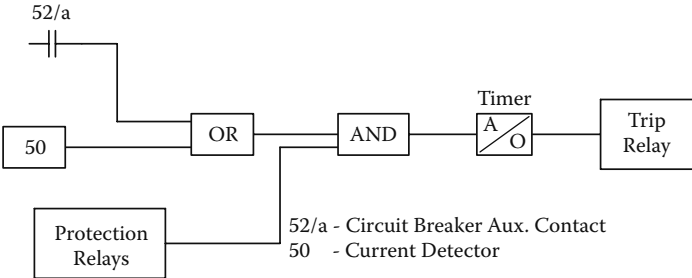 52/a
50
OR
AND
Timer
A
O
Trip
Relay
Protection
Relays
52/a - Circuit Breaker Aux. Contact
50 - Current Detector